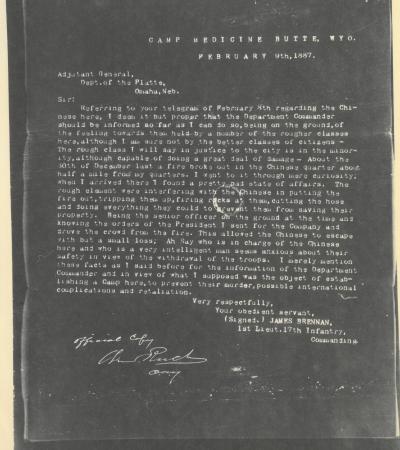 CAMP MEDICINE BUTTE, WYO.
FEBRUARY 9th, 1887.
Adjutant General,
Dept. of the Platte,
Omaha, Neb.
Sir:
Referring to your telegram of February 8th regarding the Chi-
nese here, I deem it but proper that the Department Commander
should be informed so far as I can do so, being on the ground, of
the feeling towards them held by a number of the rougher classes
here, although I am sure not by the better classes of citizens -
The rough class I will say in justice to the city is in the minor-
ity, although capable of doing a great deal of damage - About the
30th of December last a fire broke out in the Chinese quarter about
half a mile from my quarters. I went to it through mere curiosity;
when I arrived there I found a pretty bad state of affairs. The
rough element were interfering with the Chinese in putting the
fire out, tripping them up, firing rocks at them, cutting the hose
and doing everything they could to prevent them from saving their
property. Being the senior officer on the ground at the time and
knowing the orders of the President I sent for the Company and
drove the crowd from the fire. This allowed the Chinese to escape
with but a small loss; Ah Say who is in charge of the Chinese
here and who is a very intelligent man seems anxious about their
safety in view of the withdrawal of the troops. I merely mention
these facts as I said before for the information of the Department
Commander and in view of what I supposed was the object of estab-
lishing a Camp here, to prevent their murder, possible international
complications and retaliation.
Very respectfully,
Your obedient servant,
(Signed.) JAMES BRENNAN,
1st Lieut. 17th Infantry,
Commanding.
Official Copy